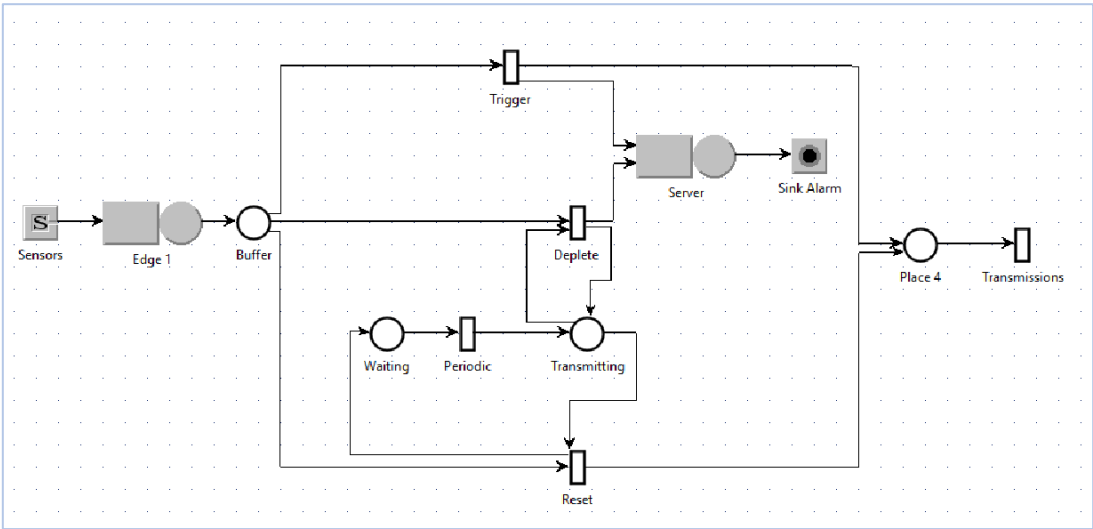 Trigger
Server
Sink Alarm
S
Sensors
Edge 1
Buffer
Deplete
Place 4
Transmissions
Waiting
Periodic
Transmitting
Reset